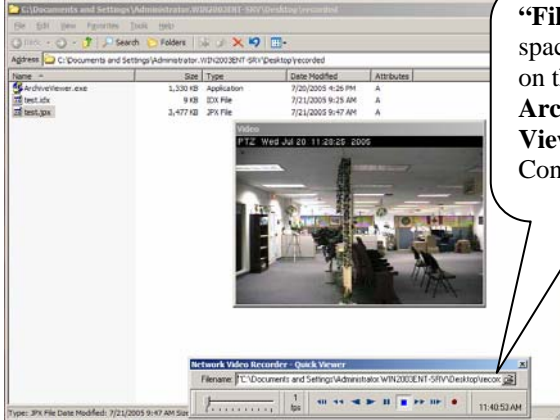 C:\Documents and Settings\Administrator.WIN2003ENT-SRV\Desktop\recorded
File Edit View Favorites Tools Help
Back Search Folders
Address C:\Documents and Settings\Administrator.WIN2003ENT-SRV\Desktop\recorded
Name Size Type Date Modified Attributes
ArchiveViewer.exe 1,330 KB Application 7/20/2005 4:26 PM A
test.idx 9 KB IDX File 7/21/2005 9:25 AM A
test.jpx 3,477 KB JPX File 7/21/2005 9:47 AM A
“Fil
spac
on th
Arc
View
Con
Video
PTZ Wed Jul 20 11:28:25 2005
Network Video Recorder - Quick Viewer
Filename: "C:\Documents and Settings\Administrator.WIN2003ENT-SRV\Desktop\recor
1
fps
11:40:53 AM
Type: JPX File Date Modified: 7/21/2005 9:47 AM Size